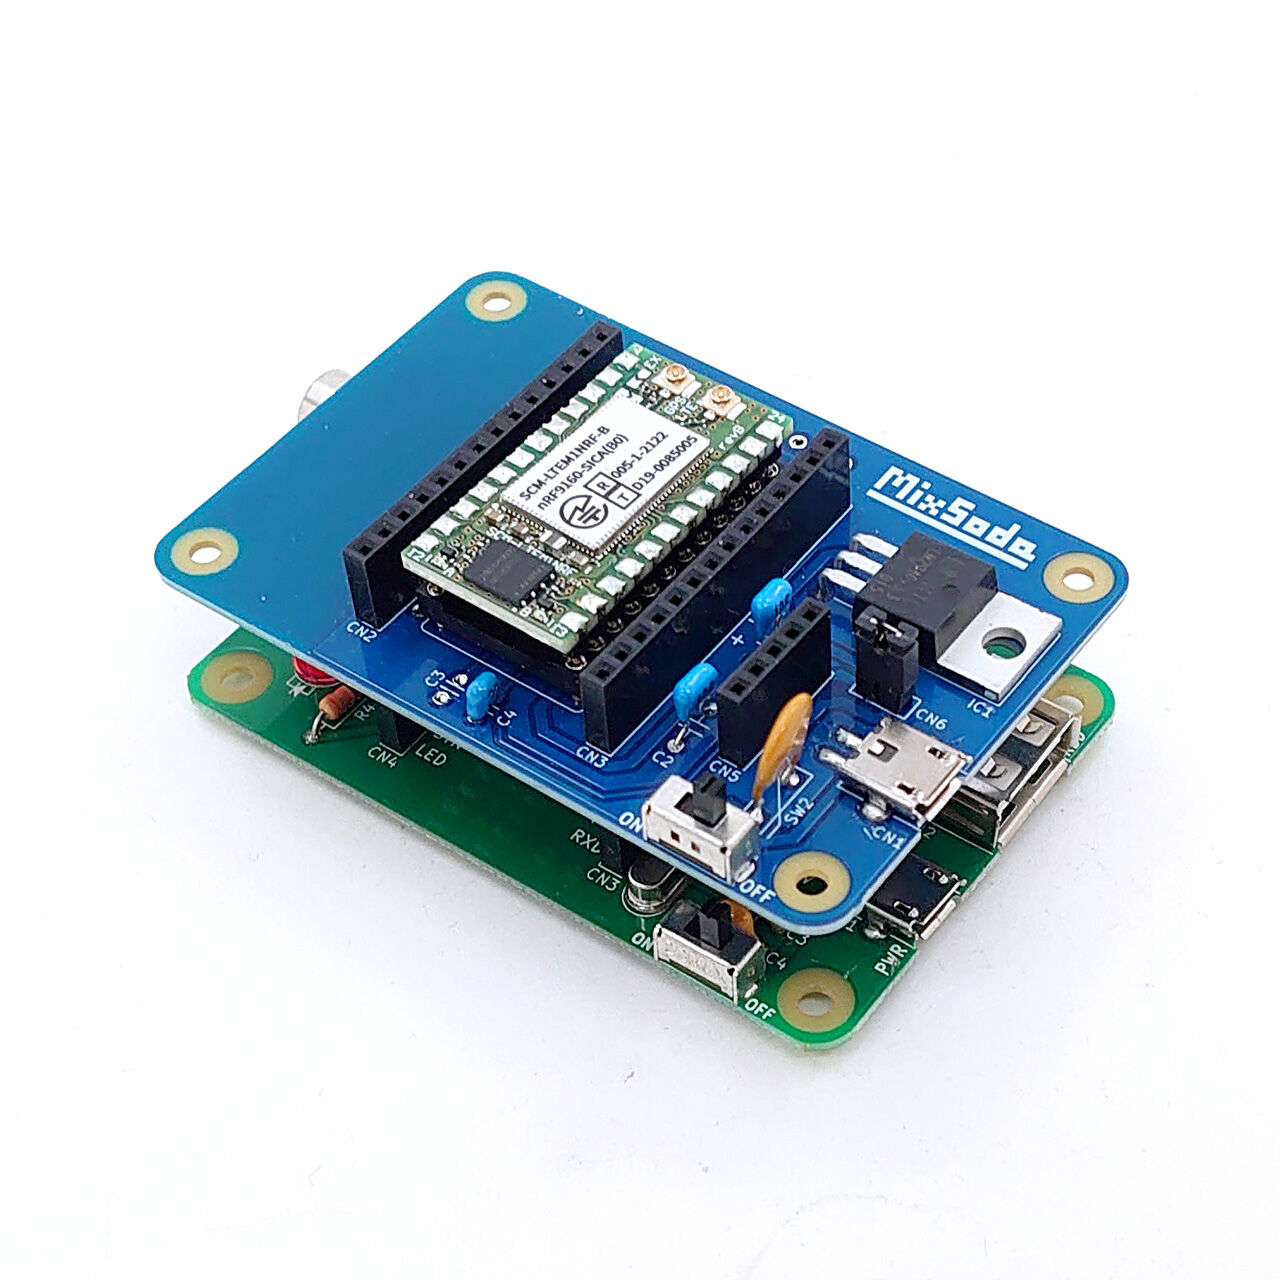 MixSoda
SCM-LTEM1NRF-B
nRF9160-SICA(B0)
R 005-1-2122
T D19-0085005
revB
CN2
C3
C4
CN3
C2
CN5
CN6
IC1
SW2
CN1
ON
OFF
R4
CN4
LED
CN3
ON
OFF
C4
PWR